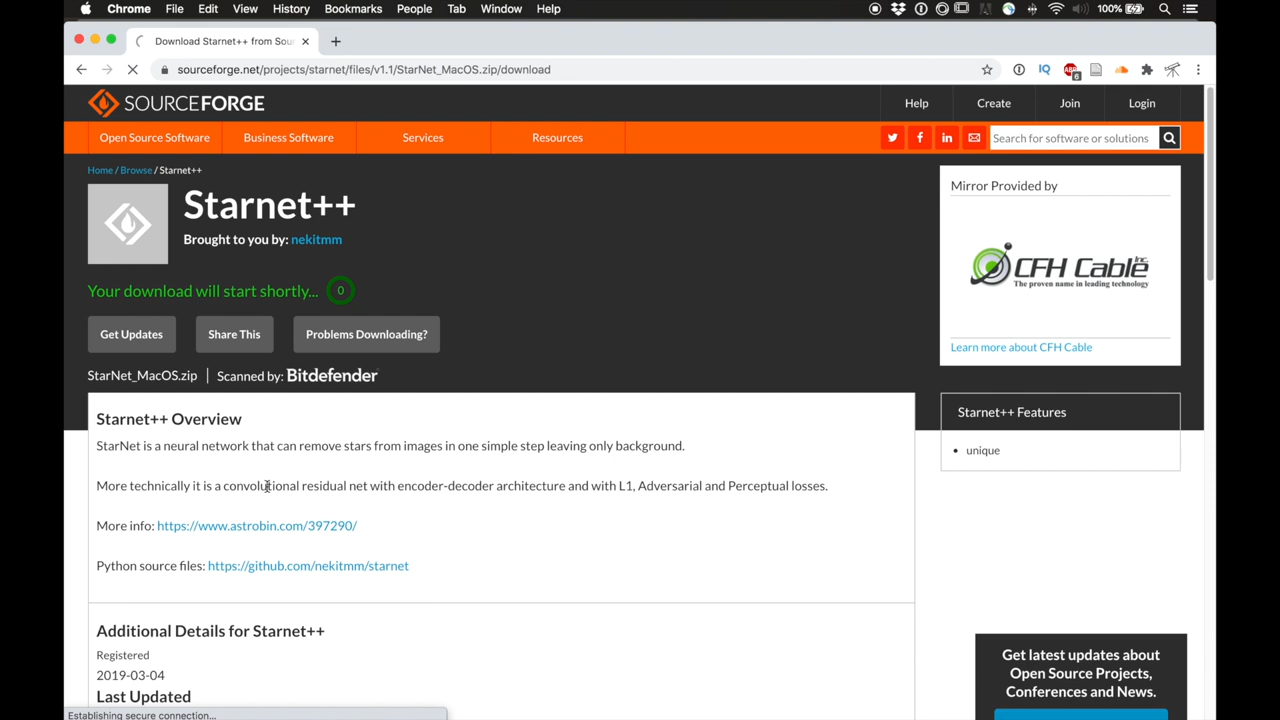 Chrome File Edit View History Bookmarks People Tab Window Help 100%
Download Starnet++ from Sour
sourceforge.net/projects/starnet/files/v1.1/StarNet_MacOS.zip/download
SOURCEFORGE
Help Create Join Login
Open Source Software Business Software Services Resources
Search for software or solutions
Home / Browse / Starnet++
Starnet++
Brought to you by: nekitmm
Your download will start shortly... 0
Get Updates Share This Problems Downloading?
StarNet_MacOS.zip | Scanned by: Bitdefender
Mirror Provided by
CFH Cable Inc.
The proven name in leading technology
Learn more about CFH Cable
Starnet++ Overview
StarNet is a neural network that can remove stars from images in one simple step leaving only background.
More technically it is a convolutional residual net with encoder-decoder architecture and with L1, Adversarial and Perceptual losses.
More info: https://www.astrobin.com/397290/
Python source files: https://github.com/nekitmm/starnet
Starnet++ Features
• unique
Additional Details for Starnet++
Registered
2019-03-04
Last Updated
Get latest updates about
Open Source Projects,
Conferences and News.
Establishing secure connection...